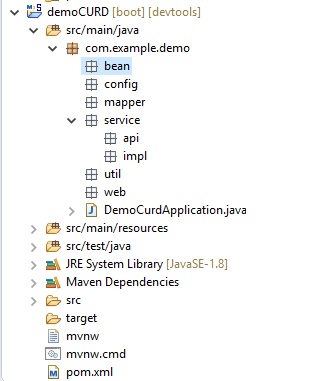 demoCURD [boot] [devtools]
src/main/java
com.example.demo
bean
config
mapper
service
api
impl
util
web
DemoCurdApplication.java
src/main/resources
src/test/java
JRE System Library [JavaSE-1.8]
Maven Dependencies
src
target
mvnw
mvnw.cmd
pom.xml